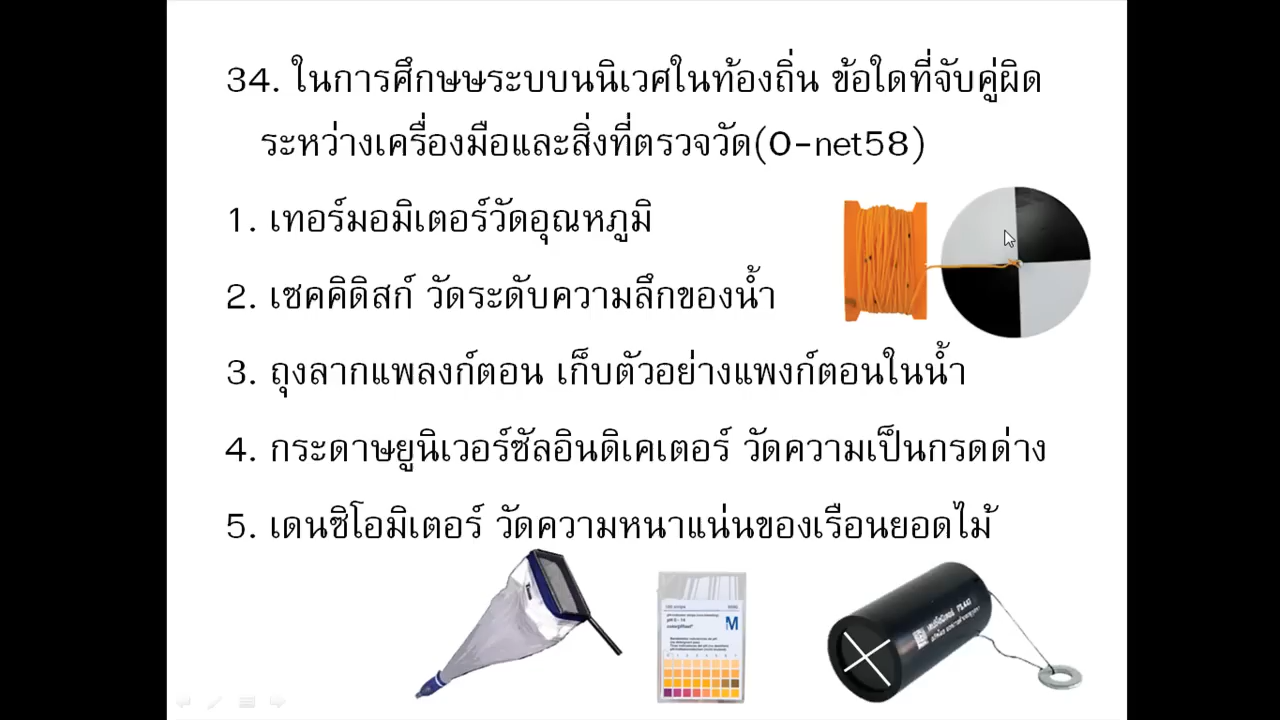 34. ในการศึกษษระบบนนิเวศในท้องถิ่น ข้อใดที่จับคู่ผิด
ระหว่างเครื่องมือและสิ่งที่ตรวจวัด(O-net58)
1. เทอร์มอมิเตอร์วัดอุณหภูมิ
2. เซคคิดิสก์ วัดระดับความลึกของน้ำ
3. ถุงลากแพลงก์ตอน เก็บตัวอย่างแพงก์ตอนในน้ำ
4. กระดาษยูนิเวอร์ซัลอินดิเคเตอร์ วัดความเป็นกรดด่าง
5. เดนซิโอมิเตอร์ วัดความหนาแน่นของเรือนยอดไม้
M